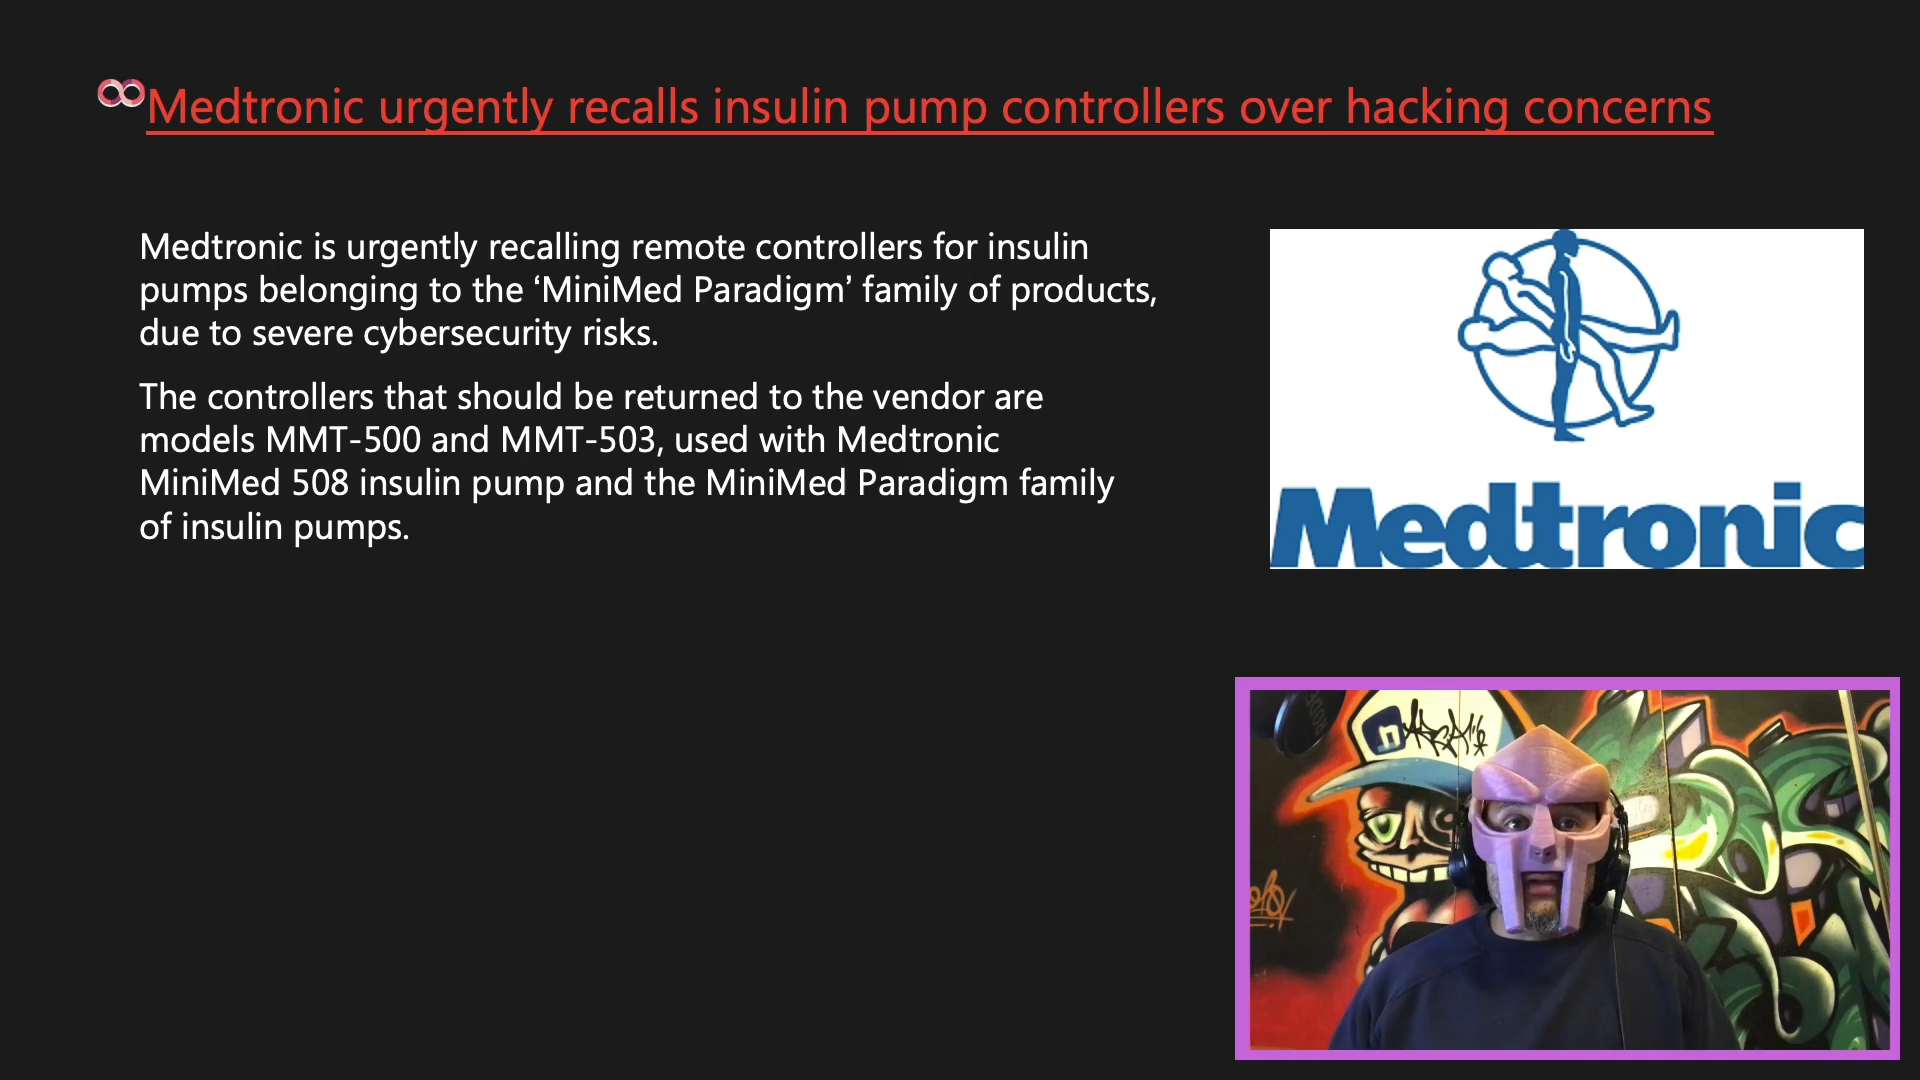 Medtronic urgently recalls insulin pump controllers over hacking concerns
Medtronic is urgently recalling remote controllers for insulin
pumps belonging to the ‘MiniMed Paradigm’ family of products,
due to severe cybersecurity risks.
The controllers that should be returned to the vendor are
models MMT-500 and MMT-503, used with Medtronic
MiniMed 508 insulin pump and the MiniMed Paradigm family
of insulin pumps.
Medtronic